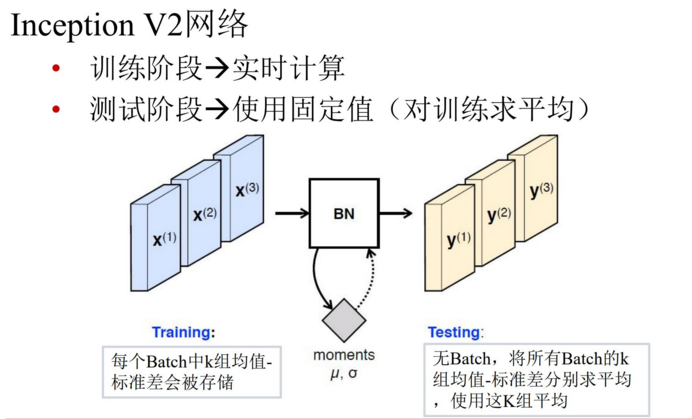 Inception V2网络
• 训练阶段→实时计算
• 测试阶段→使用固定值（对训练求平均）
x(1)
x(2)
x(3)
BN
y(1)
y(2)
y(3)
Training:
每个Batch中k组均值-
标准差会被存储
moments
μ, σ
Testing:
无Batch，将所有Batch的k
组均值-标准差分别求平均
，使用这K组平均